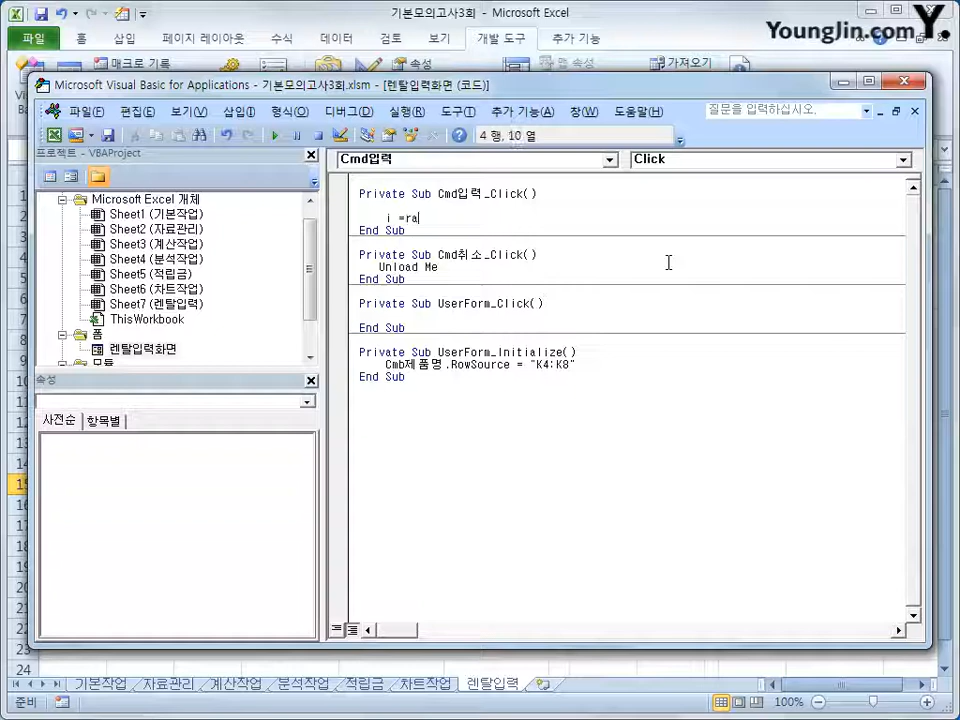 기본모의고사3회 - Microsoft Excel
Younglin.com Y.
파일 홈 삽입 페이지 레이아웃 수식 데이터 검토 보기 개발 도구 추가 기능
매크로 기록 속성 맵 속성 가져오기
Microsoft Visual Basic for Applications - 기본모의고사3회.xlsm - [렌탈입력화면 (코드)]
파일(F) 편집(E) 보기(V) 삽입(I) 형식(O) 디버그(D) 실행(R) 도구(T) 추가 기능(A) 창(W) 도움말(H) 질문을 입력하십시오.
4 행, 10 열
프로젝트 - VBAProject
Cmd입력 Click
Microsoft Excel 개체
Sheet1 (기본작업)
Sheet2 (자료관리)
Sheet3 (계산작업)
Sheet4 (분석작업)
Sheet5 (적립금)
Sheet6 (차트작업)
Sheet7 (렌탈입력)
ThisWorkbook
폼
렌탈입력화면
속성
사전순 항목별
Private Sub Cmd입력_Click()
i =ra
End Sub
Private Sub Cmd취소_Click()
Unload Me
End Sub
Private Sub UserForm_Click()
End Sub
Private Sub UserForm_Initialize()
Cmb제품명.RowSource = "K4:K8"
End Sub
23
24
기본작업 자료관리 계산작업 분석작업 적립금 차트작업 렌탈입력
준비 100%